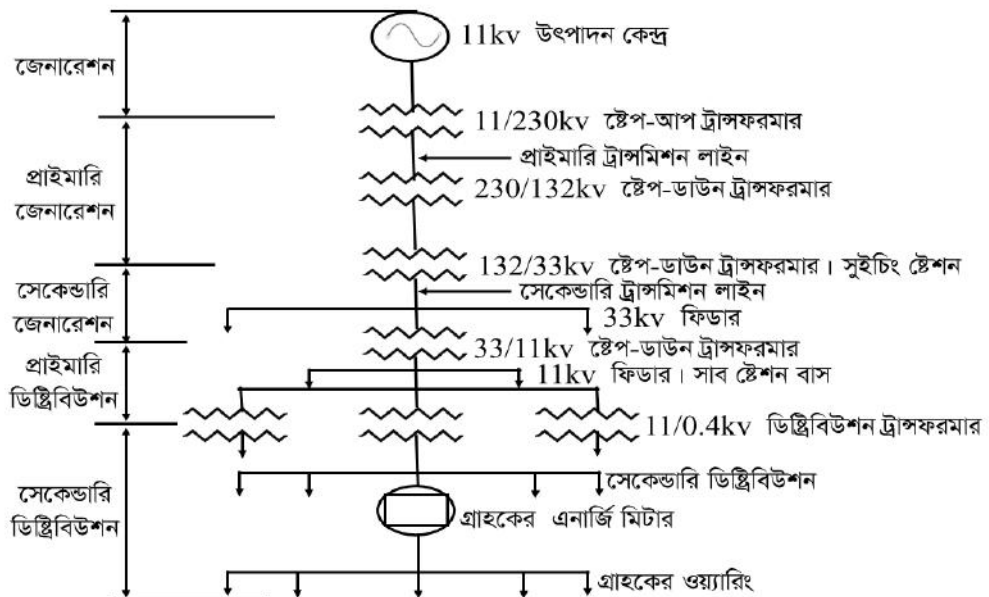 11kv উৎপাদন কেন্দ্র
জেনারেশন
11/230kv ষ্টেপ-আপ ট্রান্সফরমার
প্রাইমারি ট্রান্সমিশন লাইন
প্রাইমারি
জেনারেশন
230/132kv ষ্টেপ-ডাউন ট্রান্সফরমার
132/33kv ষ্টেপ-ডাউন ট্রান্সফরমার। সুইচিং ষ্টেশন
সেকেন্ডারি ট্রান্সমিশন লাইন
সেকেন্ডারি
জেনারেশন
33kv ফিডার
33/11kv ষ্টেপ-ডাউন ট্রান্সফরমার
প্রাইমারি
ডিষ্ট্রিবিউশন
11kv ফিডার। সাব ষ্টেশন বাস
11/0.4kv ডিষ্ট্রিবিউশন ট্রান্সফরমার
সেকেন্ডারি ডিষ্ট্রিবিউশন
সেকেন্ডারি
ডিষ্ট্রিবিউশন
গ্রাহকের এনার্জি মিটার
গ্রাহকের ওয়্যারিং